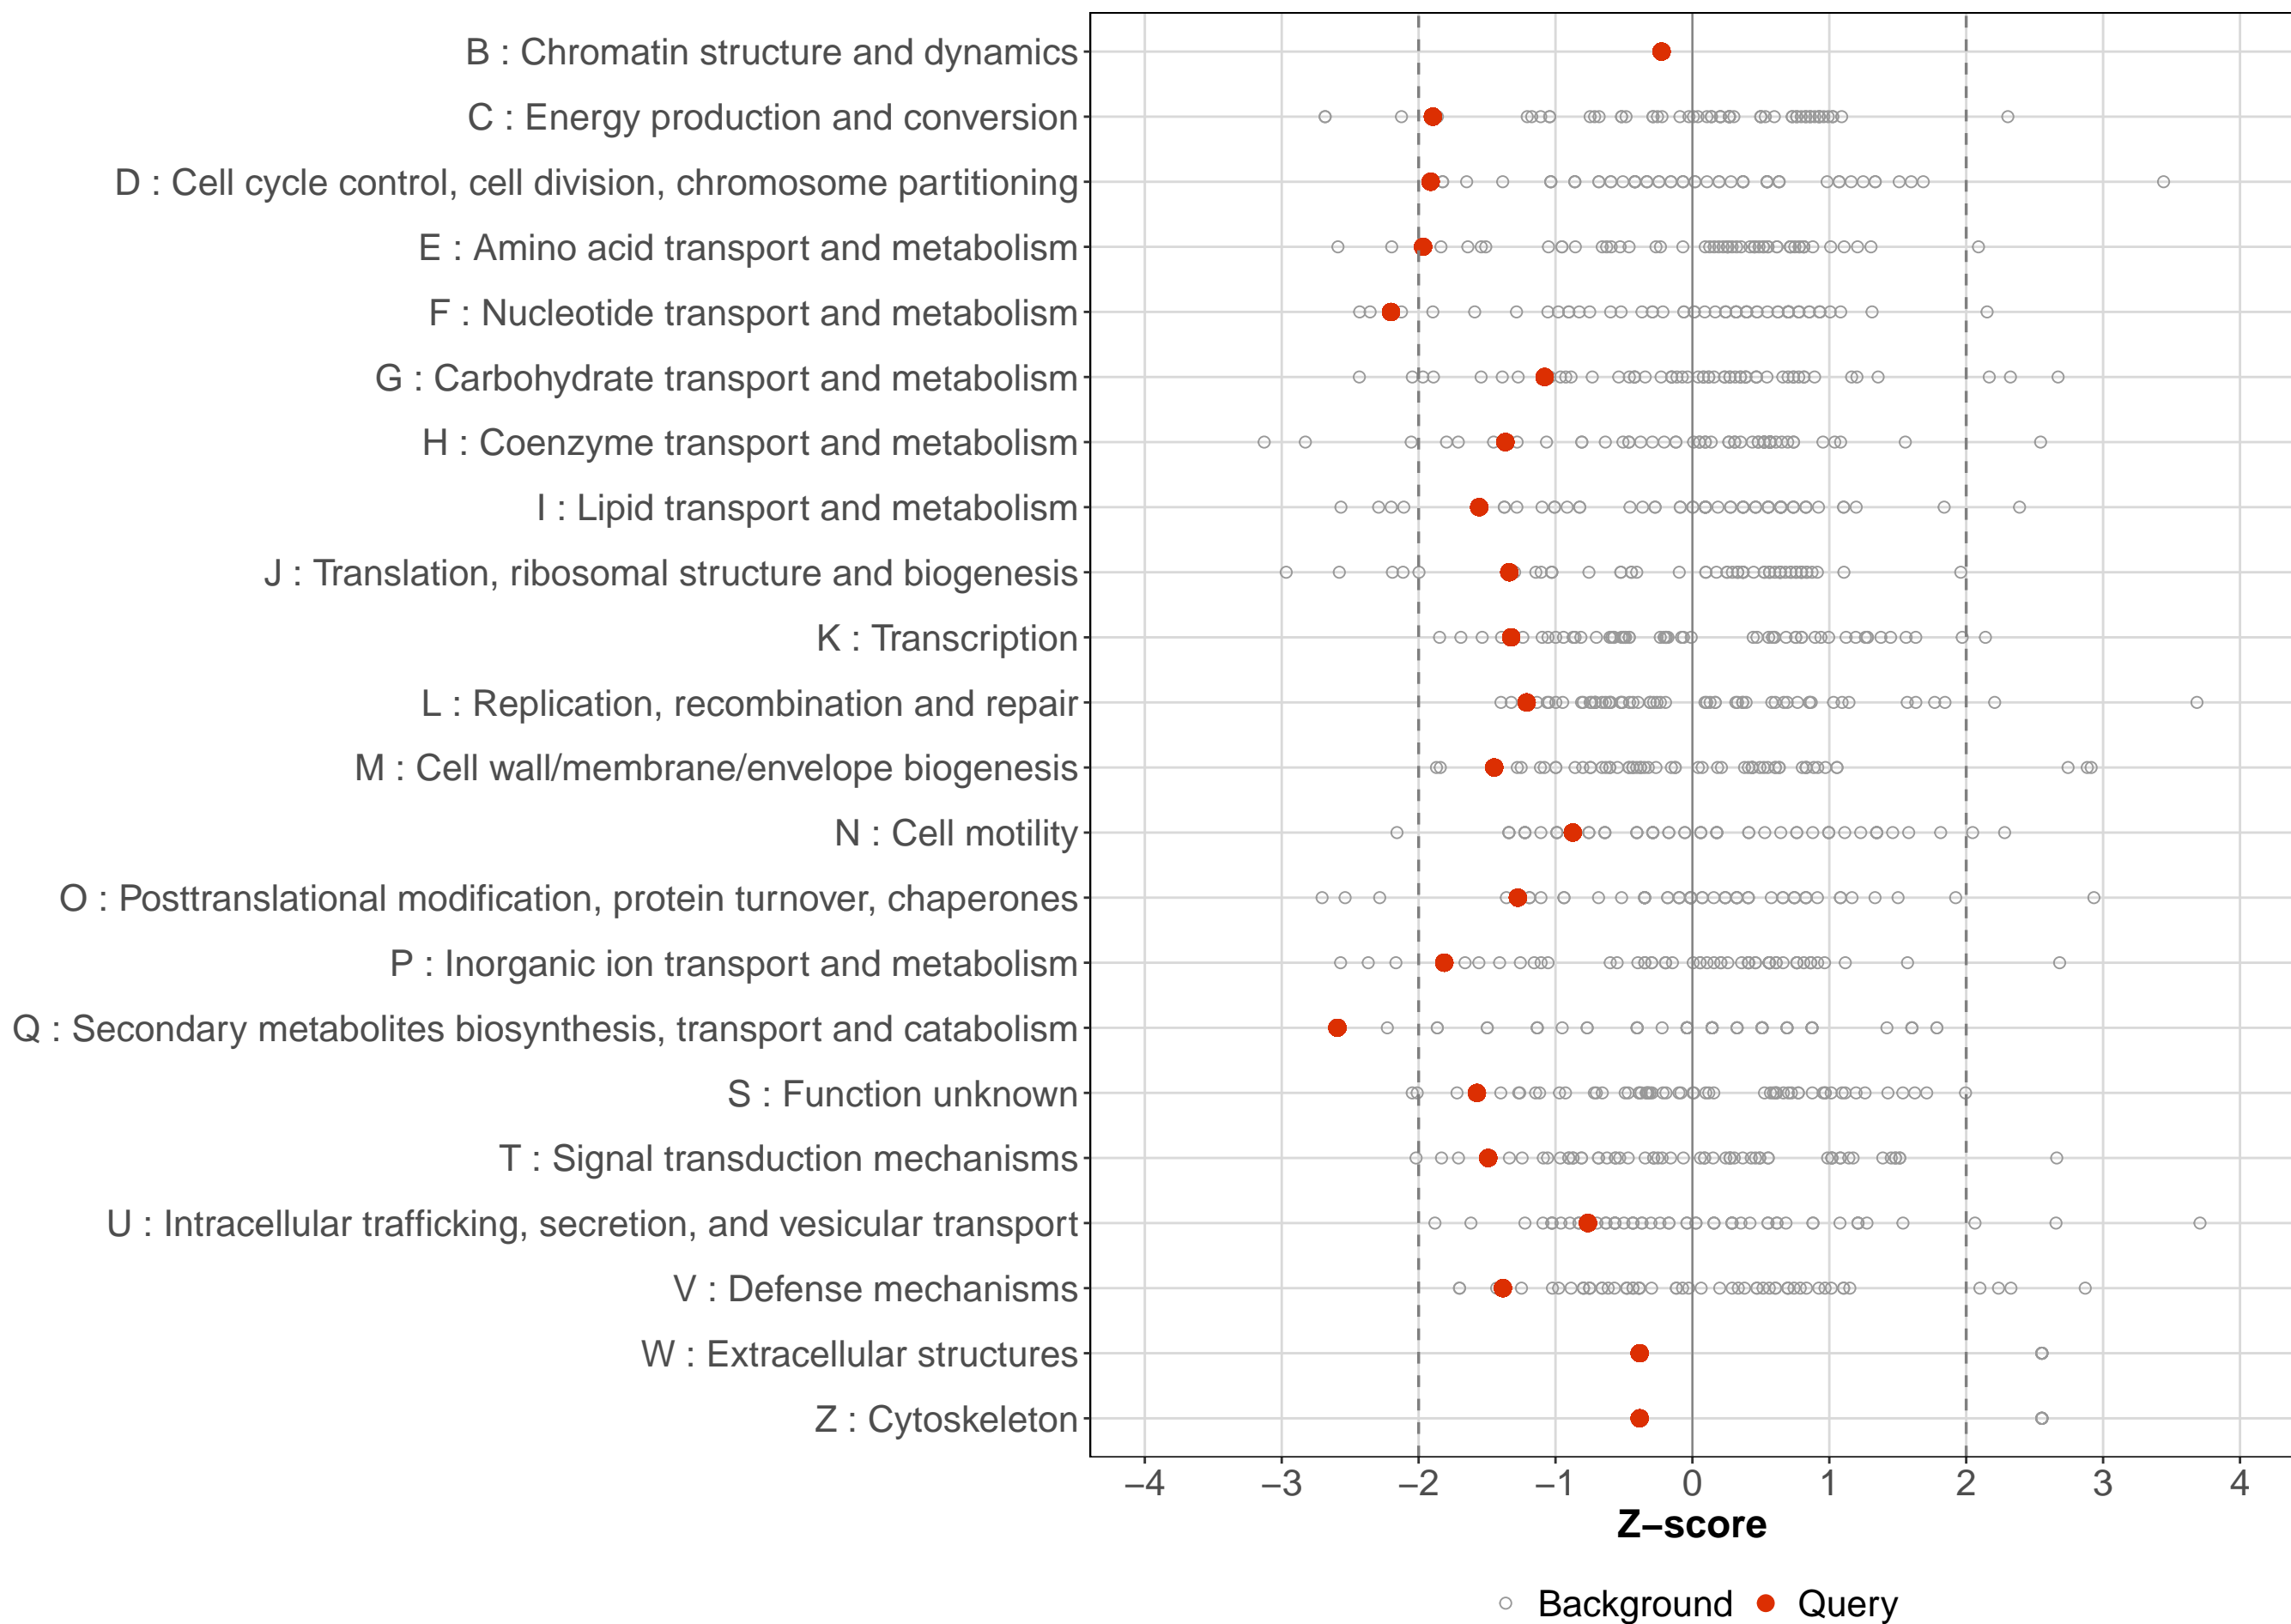 B : Chromatin structure and dynamics
C : Energy production and conversion
D : Cell cycle control, cell division, chromosome partitioning
E : Amino acid transport and metabolism
F : Nucleotide transport and metabolism
G : Carbohydrate transport and metabolism
H : Coenzyme transport and metabolism
I : Lipid transport and metabolism
J : Translation, ribosomal structure and biogenesis
K : Transcription
L : Replication, recombination and repair
M : Cell wall/membrane/envelope biogenesis
N : Cell motility
O : Posttranslational modification, protein turnover, chaperones
P : Inorganic ion transport and metabolism
Q : Secondary metabolites biosynthesis, transport and catabolism
S : Function unknown
T : Signal transduction mechanisms
U : Intracellular trafficking, secretion, and vesicular transport
V : Defense mechanisms
W : Extracellular structures
Z : Cytoskeleton
−4 −3 −2 −1 0 1 2 3 4
Z−score
Background Query